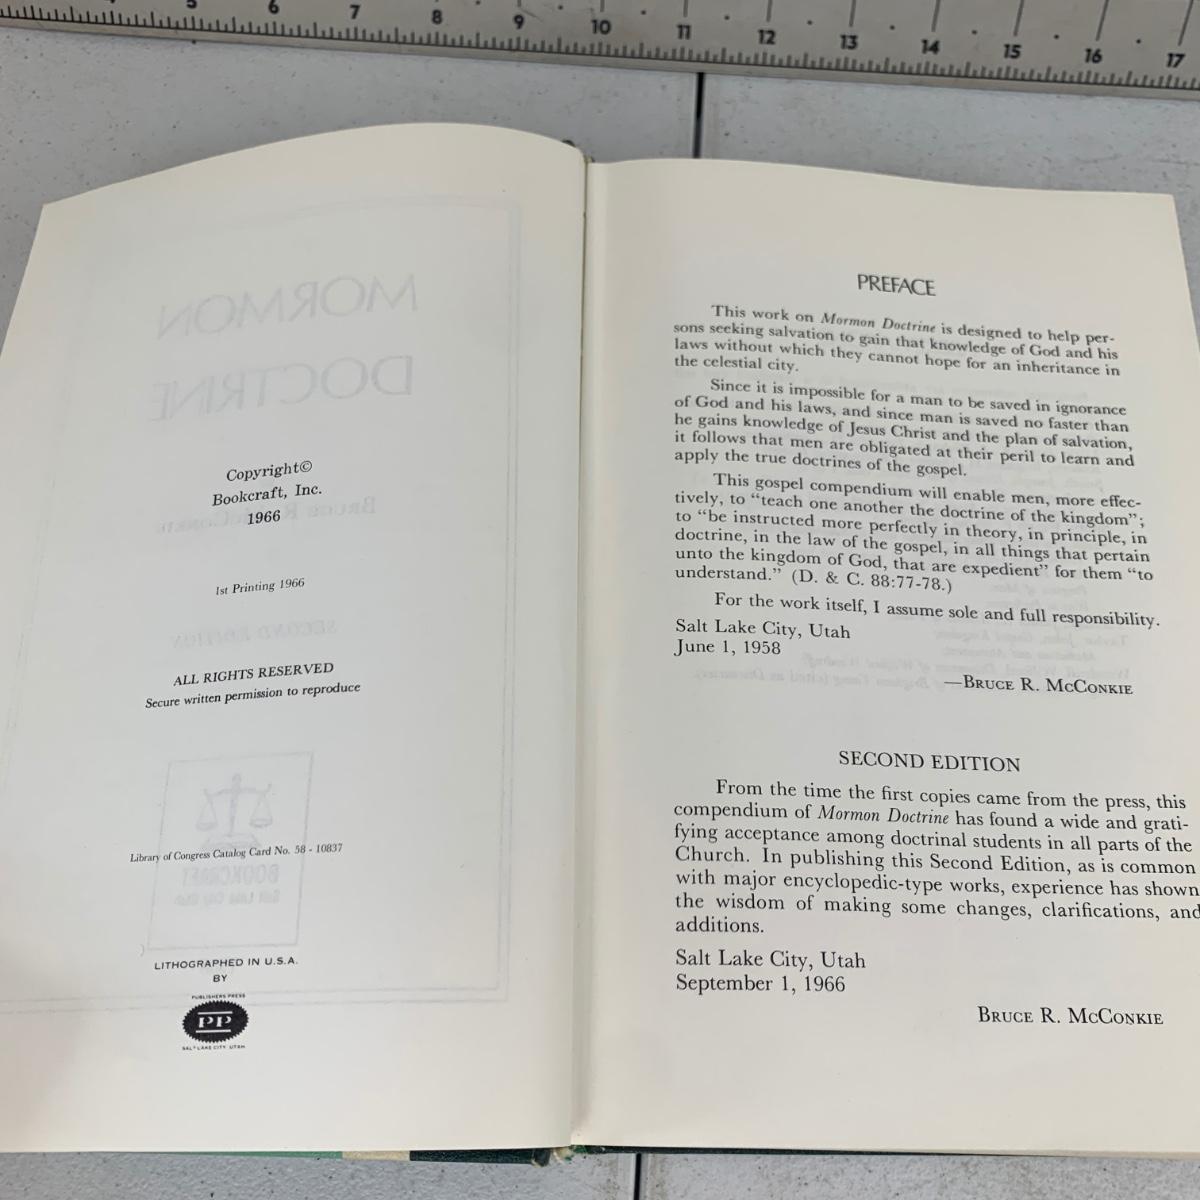 5 6 7 8 9 10 11 12 13 14 15 16 17
MORMON
DOCTRINE
Copyright©
Bookcraft, Inc.
1966
1st Printing 1966
SECOND EDITION
ALL RIGHTS RESERVED
Secure written permission to reproduce
Library of Congress Catalog Card No. 58 - 10837
BOOKCRAFT
LITHOGRAPHED IN U.S.A.
BY
PUBLISHERS PRESS
PP
SALT LAKE CITY, UTAH
PREFACE
This work on Mormon Doctrine is designed to help per-
sons seeking salvation to gain that knowledge of God and his
laws without which they cannot hope for an inheritance in
the celestial city.
Since it is impossible for a man to be saved in ignorance
of God and his laws, and since man is saved no faster than
he gains knowledge of Jesus Christ and the plan of salvation,
it follows that men are obligated at their peril to learn and
apply the true doctrines of the gospel.
This gospel compendium will enable men, more effec-
tively, to “teach one another the doctrine of the kingdom”;
to “be instructed more perfectly in theory, in principle, in
doctrine, in the law of the gospel, in all things that pertain
unto the kingdom of God, that are expedient” for them “to
understand.” (D. & C. 88:77-78.)
For the work itself, I assume sole and full responsibility.
Salt Lake City, Utah
June 1, 1958
—BRUCE R. MCCONKIE
SECOND EDITION
From the time the first copies came from the press, this
compendium of Mormon Doctrine has found a wide and grati-
fying acceptance among doctrinal students in all parts of the
Church. In publishing this Second Edition, as is common
with major encyclopedic-type works, experience has shown
the wisdom of making some changes, clarifications, and
additions.
Salt Lake City, Utah
September 1, 1966
BRUCE R. MCCONKIE